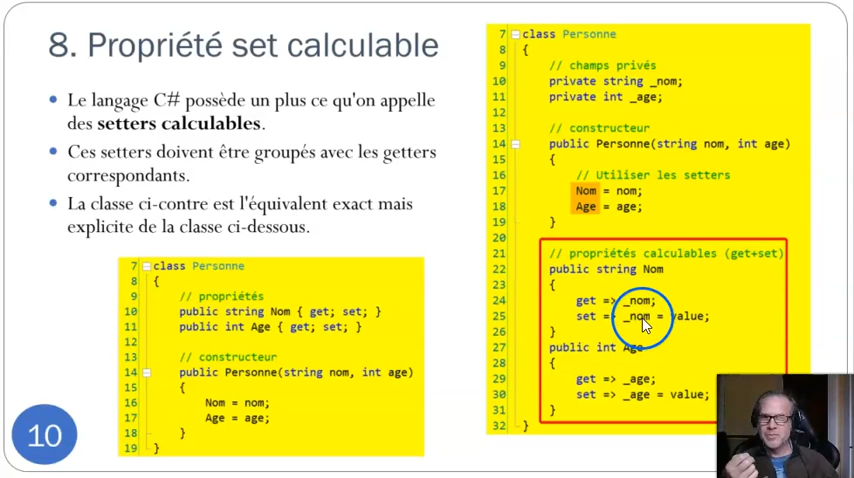 8. Propriété set calculable
Le langage C# possède un plus ce qu'on appelle
des setters calculables.
Ces setters doivent être groupés avec les getters
correspondants.
La classe ci-contre est l'équivalent exact mais
explicite de la classe ci-dessous.
7 class Personne
8 {
9 // propriétés
10 public string Nom { get; set; }
11 public int Age { get; set; }
12
13 // constructeur
14 public Personne(string nom, int age)
15 {
16 Nom = nom;
17 Age = age;
18 }
19 }
10
7 class Personne
8 {
9 // champs privés
10 private string _nom;
11 private int _age;
12
13 // constructeur
14 public Personne(string nom, int age)
15 {
16 // Utiliser les setters
17 Nom = nom;
18 Age = age;
19 }
20
21 // propriétés calculables (get+set)
22 public string Nom
23 {
24 get => _nom;
25 set => _nom = value;
26 }
27 public int Age
28 {
29 get => _age;
30 set => _age = value;
31 }
32 }